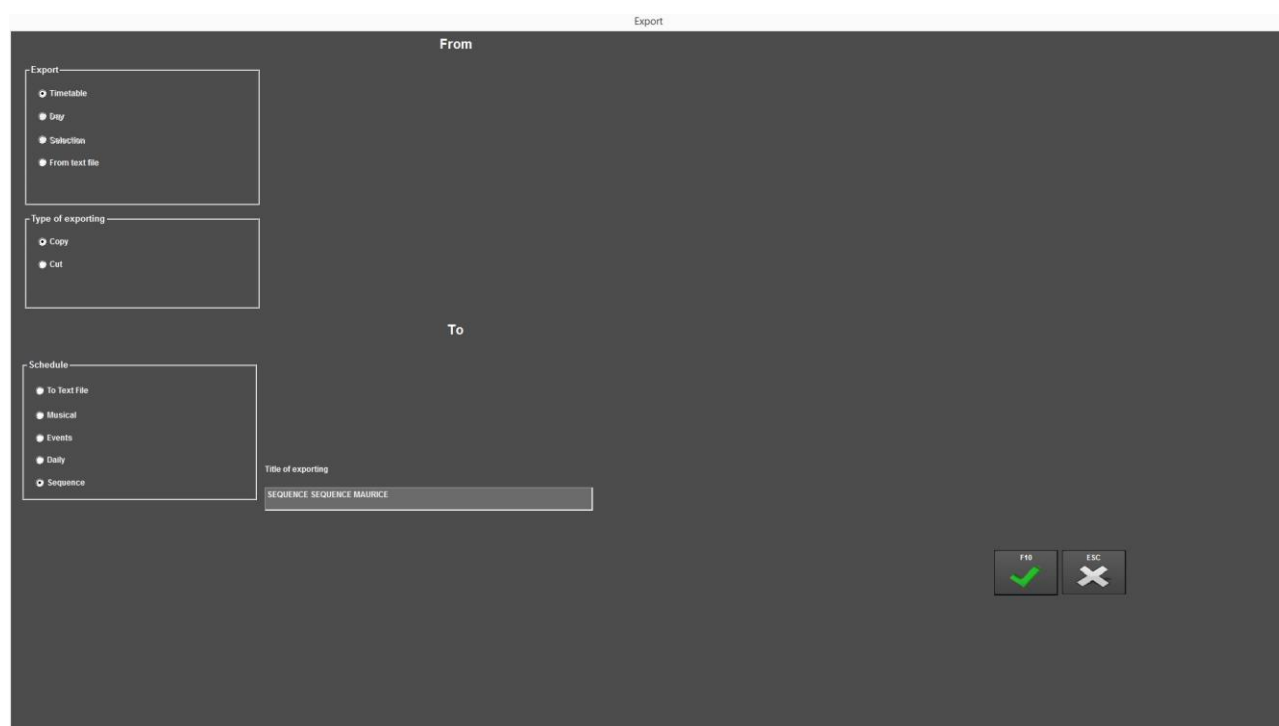 Export
From
Export
Timetable
Day
Selection
From text file
Type of exporting
Copy
Cut
To
Schedule
To Text File
Musical
Events
Daily
Sequence
Title of exporting
SEQUENCE SEQUENCE MAURICE
F10 ESC